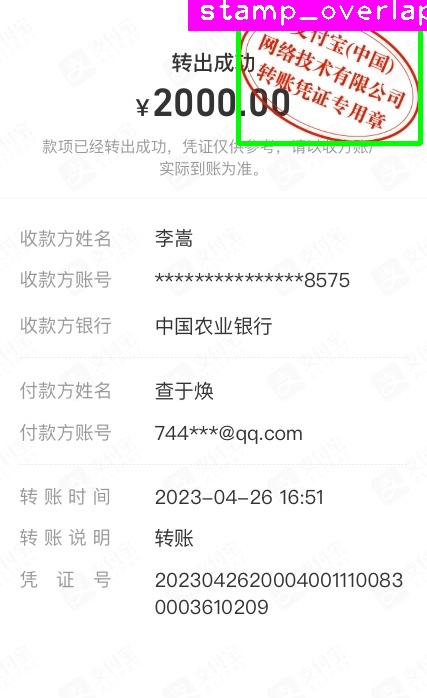 stamp_overlap
支付宝(中国)
网络技术有限公司
转账凭证专用章
转出成功
¥2000.00
款项已经转出成功，凭证仅供参考，请以收方账户
实际到账为准。
收款方姓名 李嵩
收款方账号 ***************8575
收款方银行 中国农业银行
付款方姓名 查于焕
付款方账号 744***@qq.com
转账时间 2023-04-26 16:51
转账说明 转账
凭证号 2023042620004001110083
0003610209